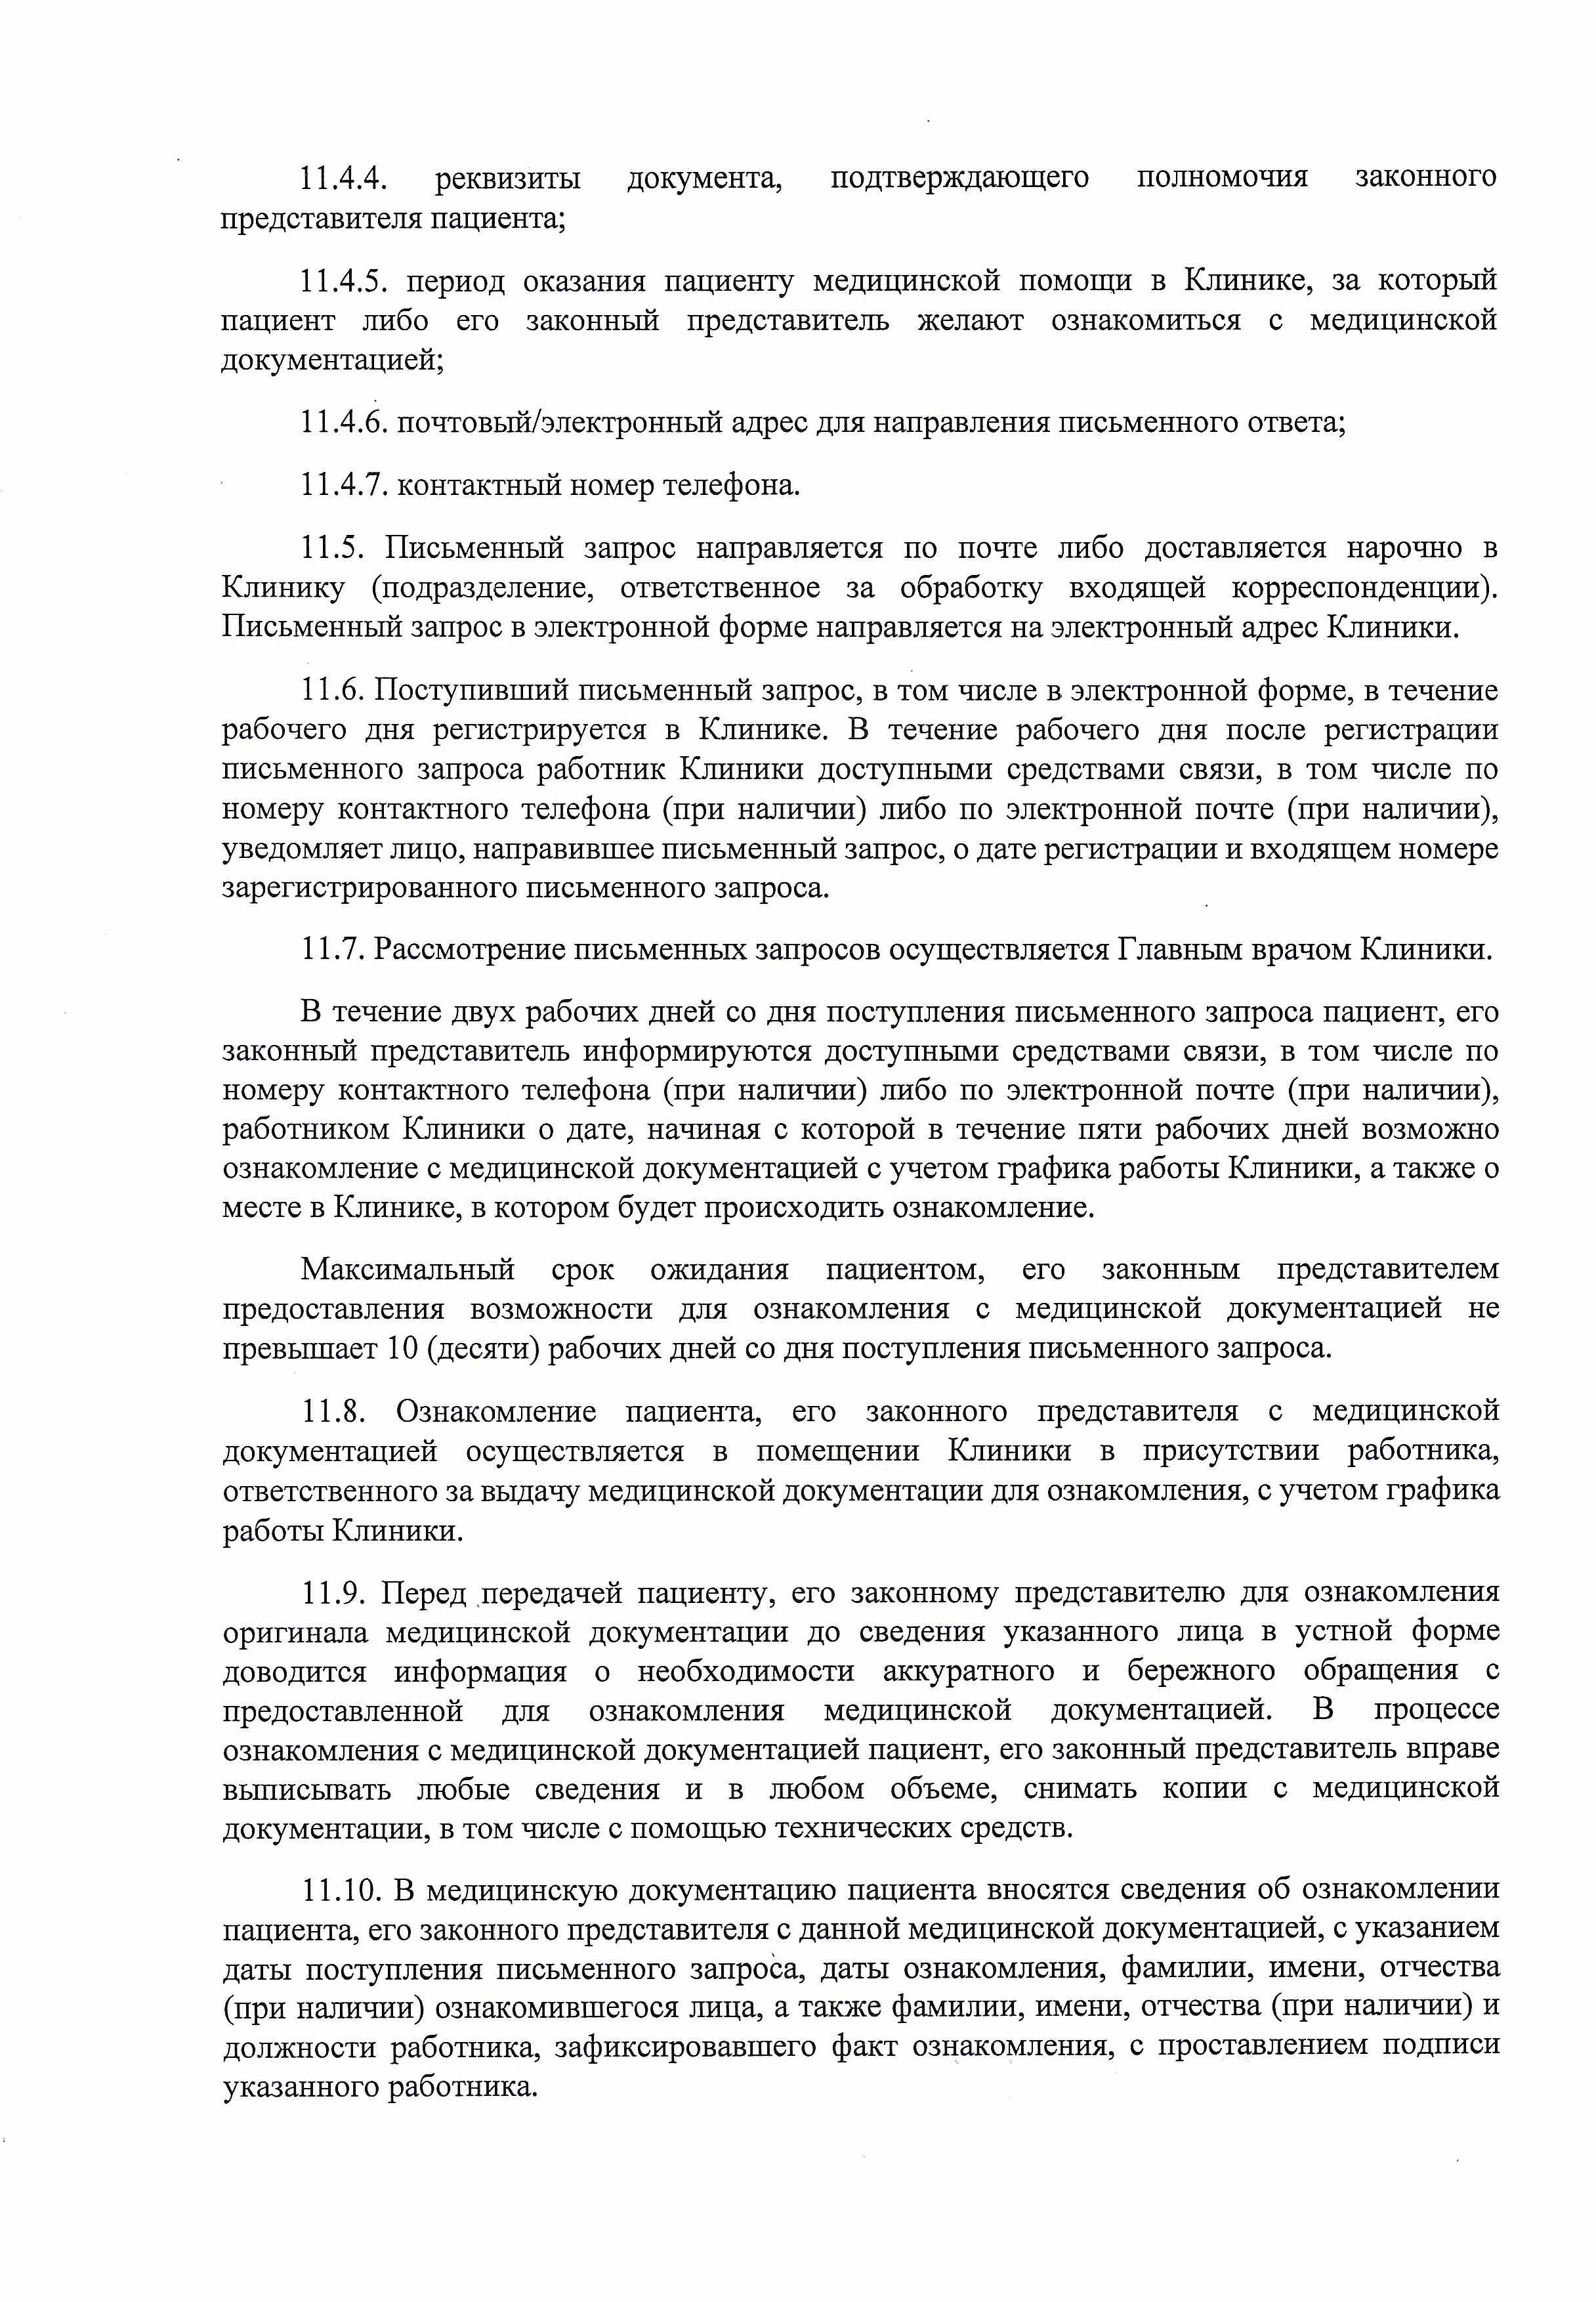 11.4.4. реквизиты документа, подтверждающего полномочия законного
представителя пациента;
11.4.5. период оказания пациенту медицинской помощи в Клинике, за который
пациент либо его законный представитель желают ознакомиться с медицинской
документацией;
11.4.6. почтовый/электронный адрес для направления письменного ответа;
11.4.7. контактный номер телефона.
11.5. Письменный запрос направляется по почте либо доставляется нарочно в
Клинику (подразделение, ответственное за обработку входящей корреспонденции).
Письменный запрос в электронной форме направляется на электронный адрес Клиники.
11.6. Поступивший письменный запрос, в том числе в электронной форме, в течение
рабочего дня регистрируется в Клинике. В течение рабочего дня после регистрации
письменного запроса работник Клиники доступными средствами связи, в том числе по
номеру контактного телефона (при наличии) либо по электронной почте (при наличии),
уведомляет лицо, направившее письменный запрос, о дате регистрации и входящем номере
зарегистрированного письменного запроса.
11.7. Рассмотрение письменных запросов осуществляется Главным врачом Клиники.
В течение двух рабочих дней со дня поступления письменного запроса пациент, его
законный представитель информируются доступными средствами связи, в том числе по
номеру контактного телефона (при наличии) либо по электронной почте (при наличии),
работником Клиники о дате, начиная с которой в течение пяти рабочих дней возможно
ознакомление с медицинской документацией с учетом графика работы Клиники, а также о
месте в Клинике, в котором будет происходить ознакомление.
Максимальный срок ожидания пациентом, его законным представителем
предоставления возможности для ознакомления с медицинской документацией не
превышает 10 (десяти) рабочих дней со дня поступления письменного запроса.
11.8. Ознакомление пациента, его законного представителя с медицинской
документацией осуществляется в помещении Клиники в присутствии работника,
ответственного за выдачу медицинской документации для ознакомления, с учетом графика
работы Клиники.
11.9. Перед передачей пациенту, его законному представителю для ознакомления
оригинала медицинской документации до сведения указанного лица в устной форме
доводится информация о необходимости аккуратного и бережного обращения с
предоставленной для ознакомления медицинской документацией. В процессе
ознакомления с медицинской документацией пациент, его законный представитель вправе
выписывать любые сведения и в любом объеме, снимать копии с медицинской
документации, в том числе с помощью технических средств.
11.10. В медицинскую документацию пациента вносятся сведения об ознакомлении
пациента, его законного представителя с данной медицинской документацией, с указанием
даты поступления письменного запроса, даты ознакомления, фамилии, имени, отчества
(при наличии) ознакомившегося лица, а также фамилии, имени, отчества (при наличии) и
должности работника, зафиксировавшего факт ознакомления, с проставлением подписи
указанного работника.